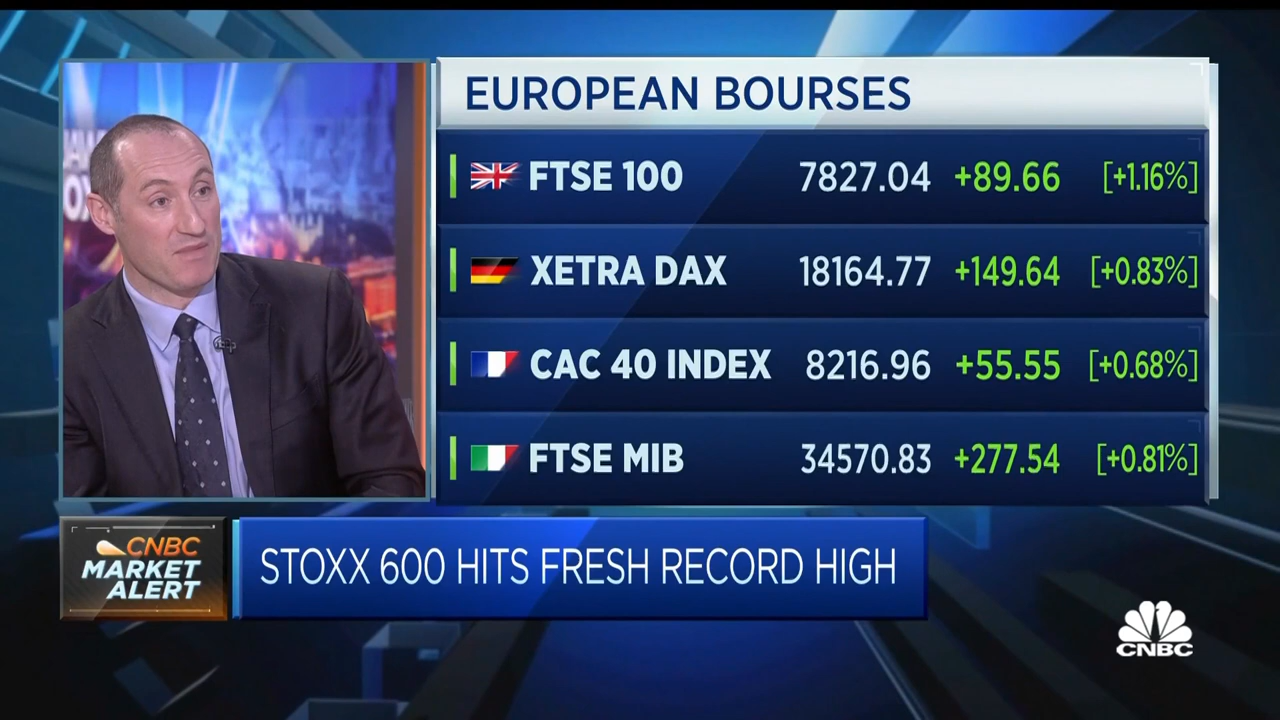 EUROPEAN BOURSES
FTSE 100 7827.04 +89.66 [+1.16%]
XETRA DAX 18164.77 +149.64 [+0.83%]
CAC 40 INDEX 8216.96 +55.55 [+0.68%]
FTSE MIB 34570.83 +277.54 [+0.81%]
CNBC
MARKET
ALERT
STOXX 600 HITS FRESH RECORD HIGH
CNBC